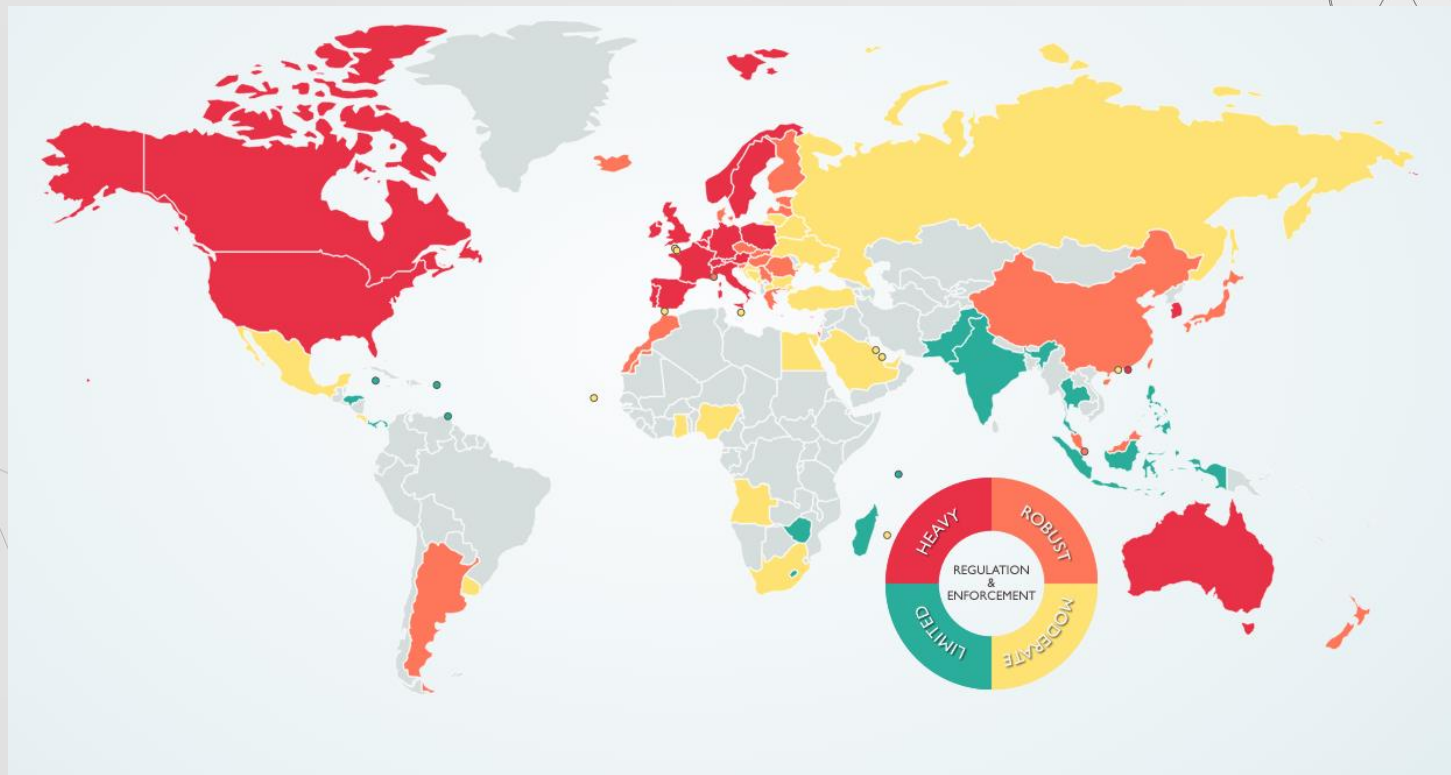 HEAVY
ROBUST
REGULATION
&
ENFORCEMENT
LIMITED
MODERATE